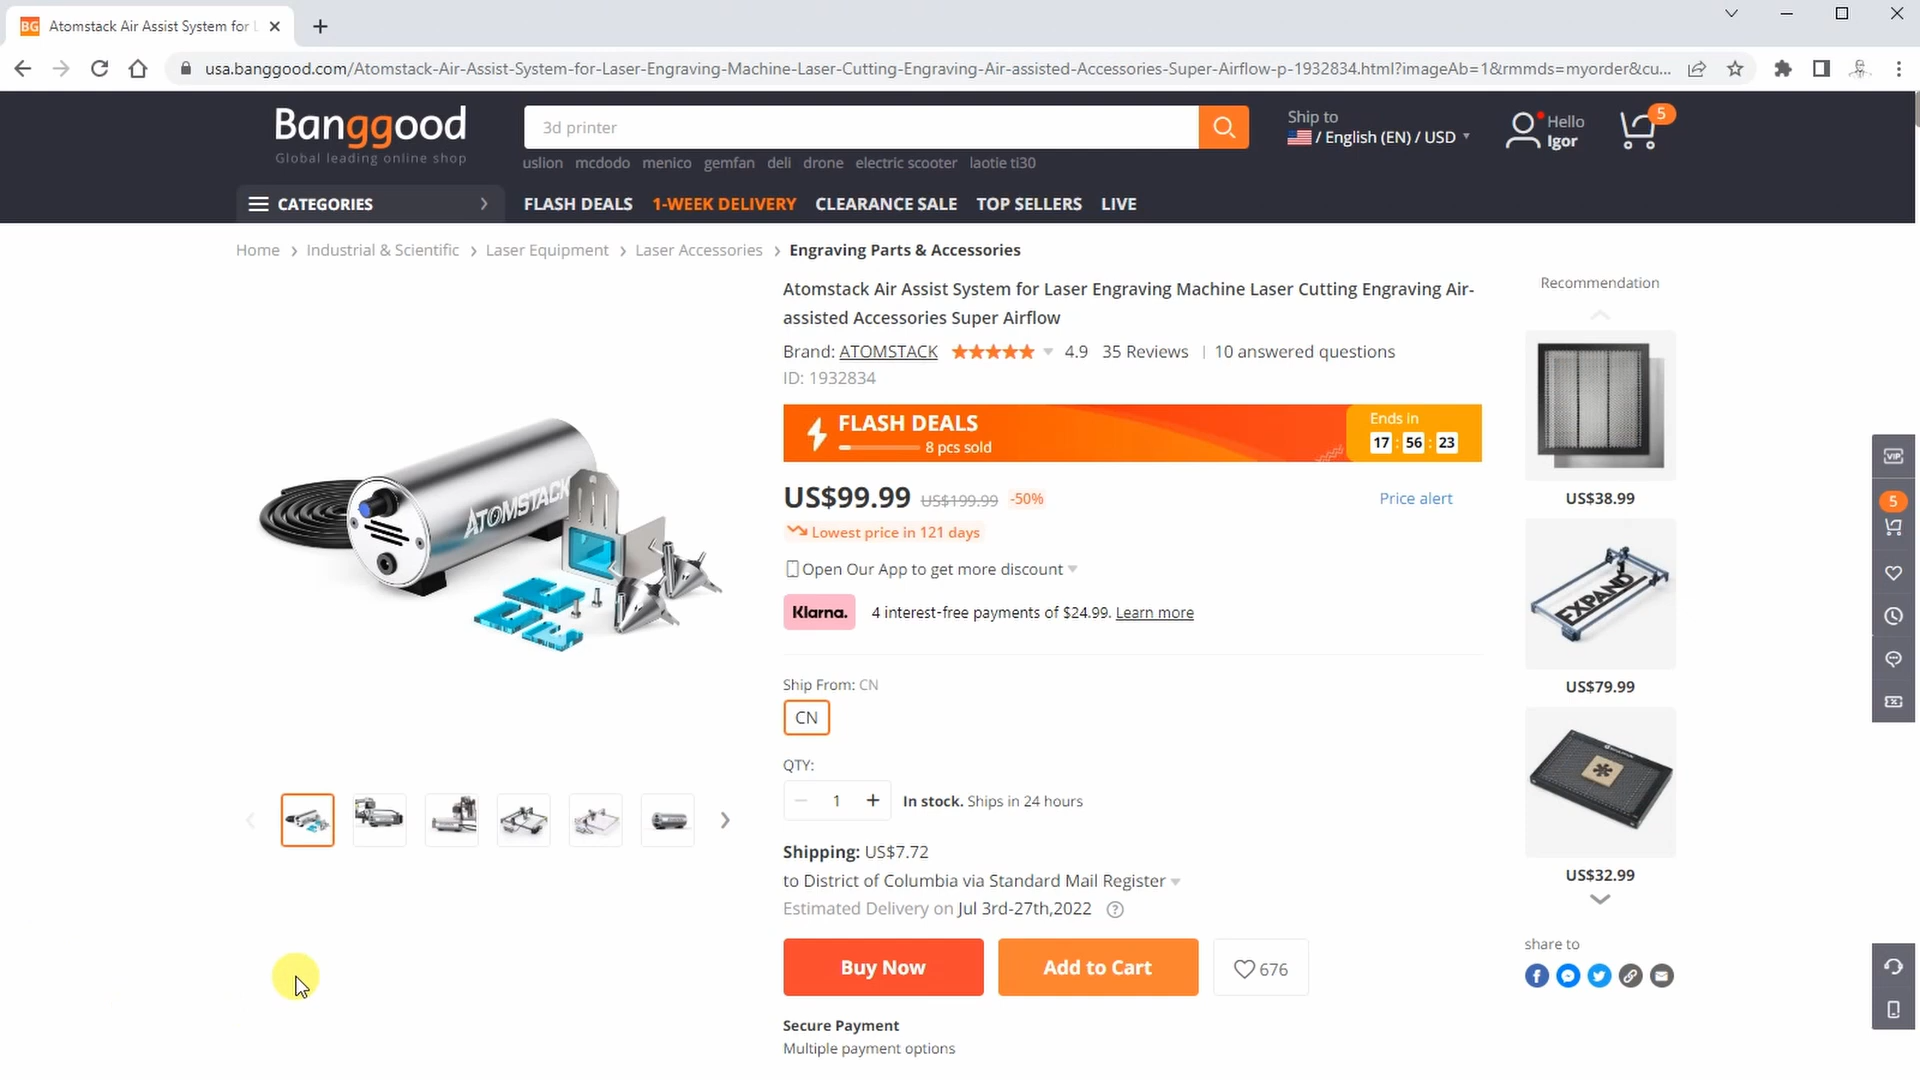 BG Atomstack Air Assist System for L
usa.banggood.com/Atomstack-Air-Assist-System-for-Laser-Engraving-Machine-Laser-Cutting-Engraving-Air-assisted-Accessories-Super-Airflow-p-1932834.html?imageAb=1&rmmds=myorder&cu...
Banggood
Global leading online shop
3d printer
uslion mcdodo menico gemfan deli drone electric scooter laotie ti30
Ship to
/ English (EN) / USD
Hello
Igor
5
CATEGORIES
FLASH DEALS 1-WEEK DELIVERY CLEARANCE SALE TOP SELLERS LIVE
Home > Industrial & Scientific > Laser Equipment > Laser Accessories > Engraving Parts & Accessories
Atomstack Air Assist System for Laser Engraving Machine Laser Cutting Engraving Air-
assisted Accessories Super Airflow
Brand: ATOMSTACK 4.9 35 Reviews | 10 answered questions
ID: 1932834
FLASH DEALS
8 pcs sold
Ends in
17 : 56 : 23
US$99.99 US$199.99 -50%
Price alert
Lowest price in 121 days
Open Our App to get more discount
Klarna. 4 interest-free payments of $24.99. Learn more
Ship From: CN
CN
QTY:
1
In stock. Ships in 24 hours
Shipping: US$7.72
to District of Columbia via Standard Mail Register
Estimated Delivery on Jul 3rd-27th,2022
Buy Now
Add to Cart
676
Secure Payment
Multiple payment options
ATOMSTACK
Recommendation
US$38.99
EXPAND
US$79.99
US$32.99
share to
VIP
5